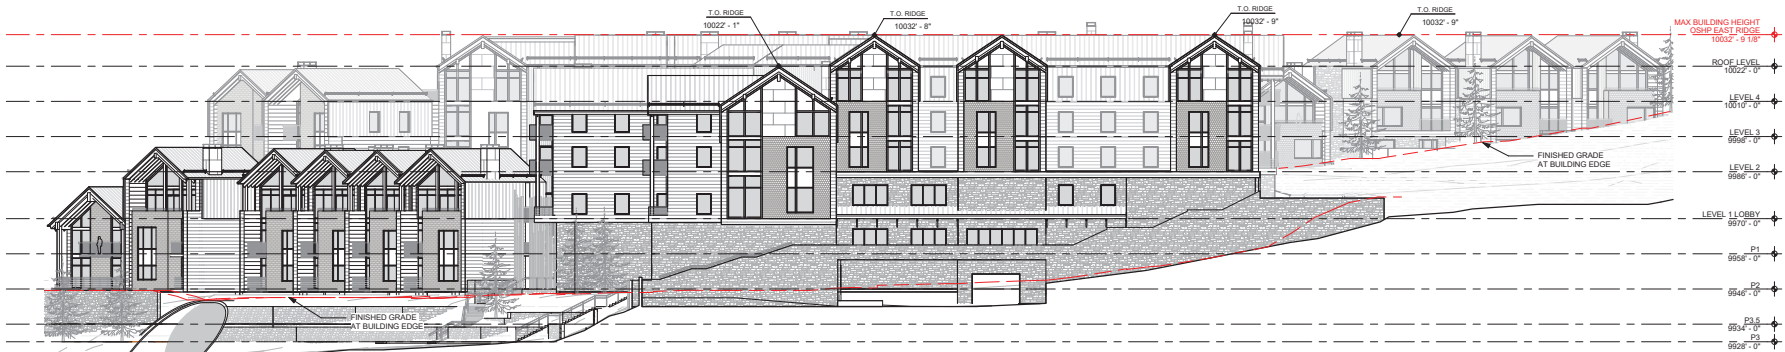 T.O. RIDGE
10022' - 1"
T.O. RIDGE
10032' - 8"
T.O. RIDGE
10032' - 9"
T.O. RIDGE
10032' - 9"
MAX BUILDING HEIGHT
OSHP EAST RIDGE
10032' - 9 1/8"
ROOF LEVEL
10022' - 0"
LEVEL 4
10010' - 0"
LEVEL 3
9998' - 0"
FINISHED GRADE
AT BUILDING EDGE
LEVEL 2
9986' - 0"
LEVEL 1 LOBBY
9970' - 0"
P1
9958' - 0"
P2
9946' - 0"
FINISHED GRADE
AT BUILDING EDGE
P3.5
9934' - 0"
P3
9928' - 0"